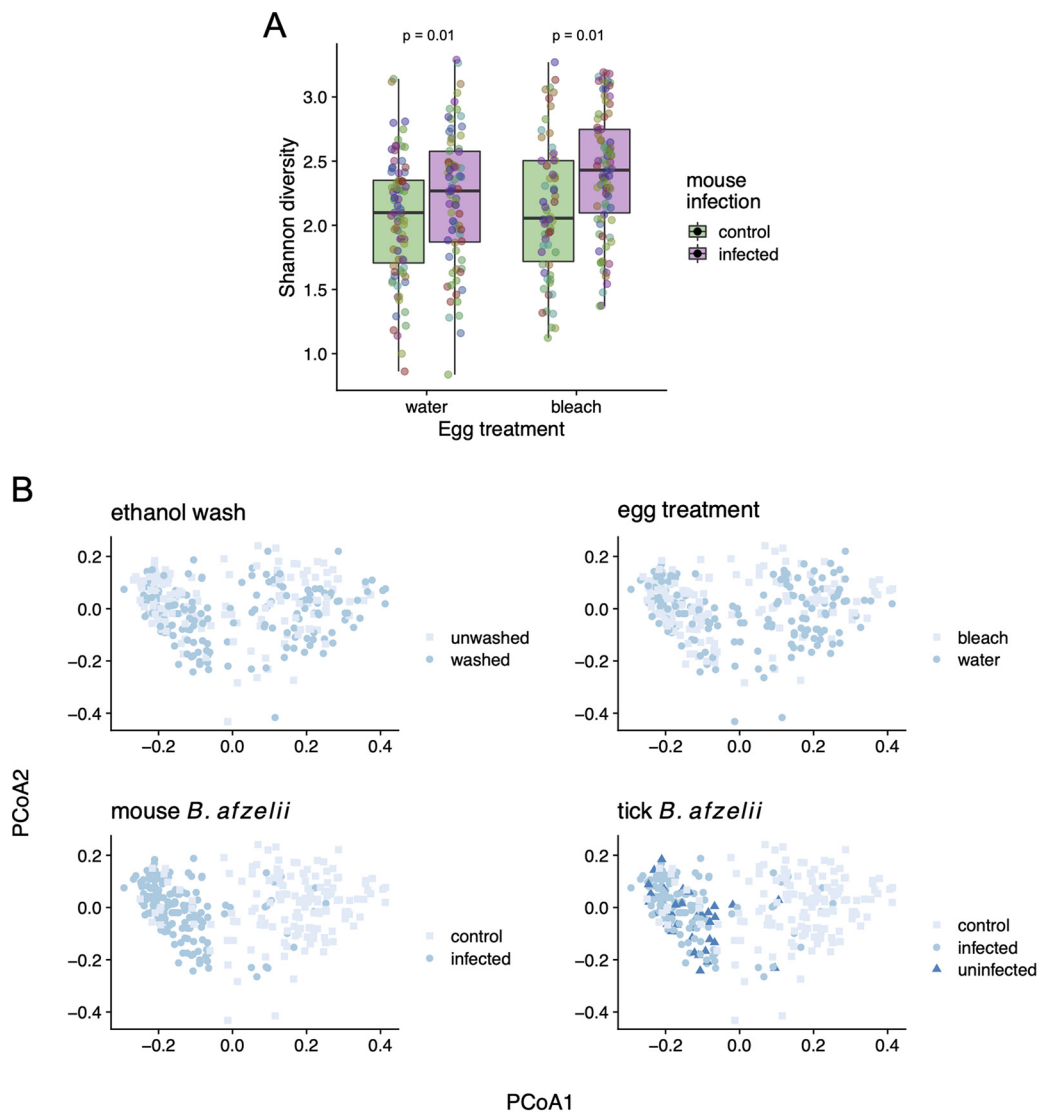 A
p = 0.01 p = 0.01
3.0
2.5
2.0
1.5
1.0
Shannon diversity
water bleach
Egg treatment
mouse
infection
control
infected
B
ethanol wash
0.2
0.0
−0.2
−0.4
−0.2 0.0 0.2 0.4
unwashed
washed
egg treatment
0.2
0.0
−0.2
−0.4
−0.2 0.0 0.2 0.4
bleach
water
mouse B. afzelii
0.2
0.0
−0.2
−0.4
−0.2 0.0 0.2 0.4
control
infected
tick B. afzelii
0.2
0.0
−0.2
−0.4
−0.2 0.0 0.2 0.4
control
infected
uninfected
PCoA2
PCoA1